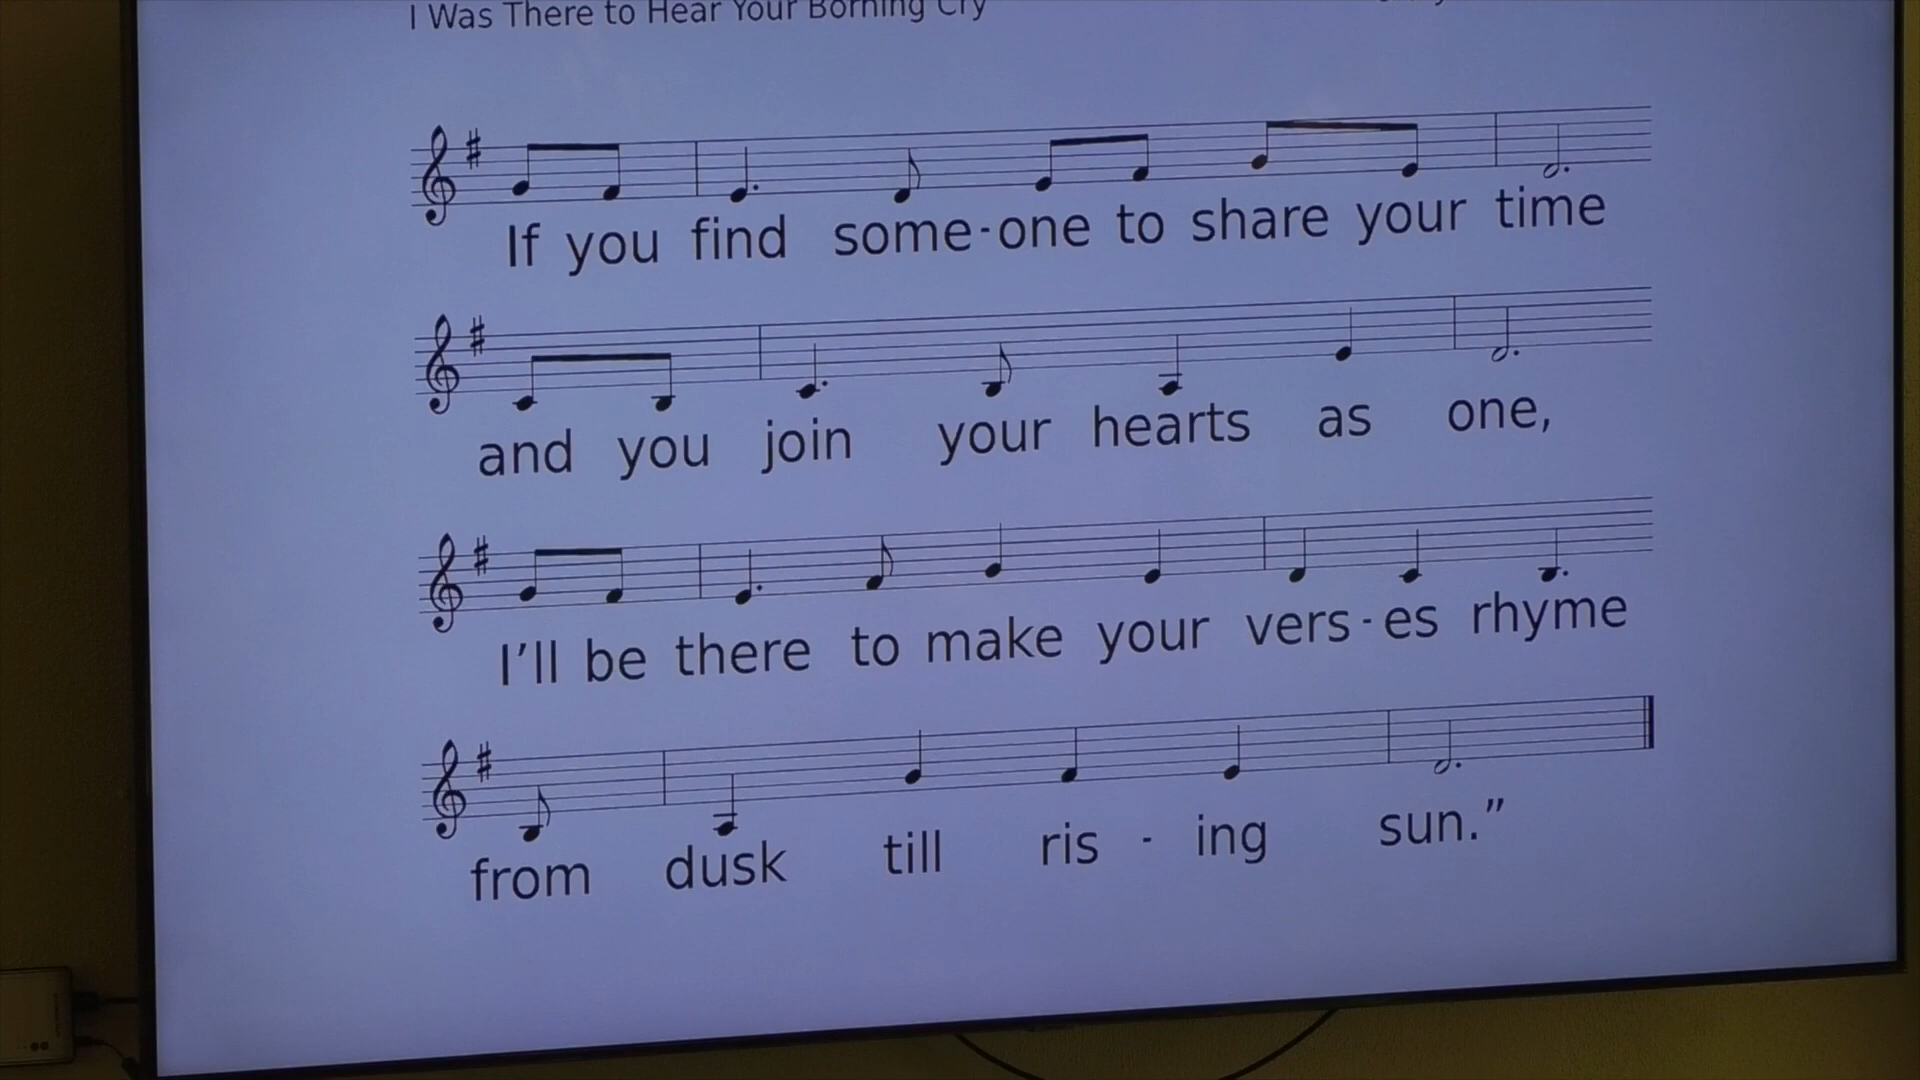 I Was There to Hear Your Borning Cry
If you find some-one to share your time
and you join your hearts as one,
I’ll be there to make your vers-es rhyme
from dusk till ris - ing sun.”